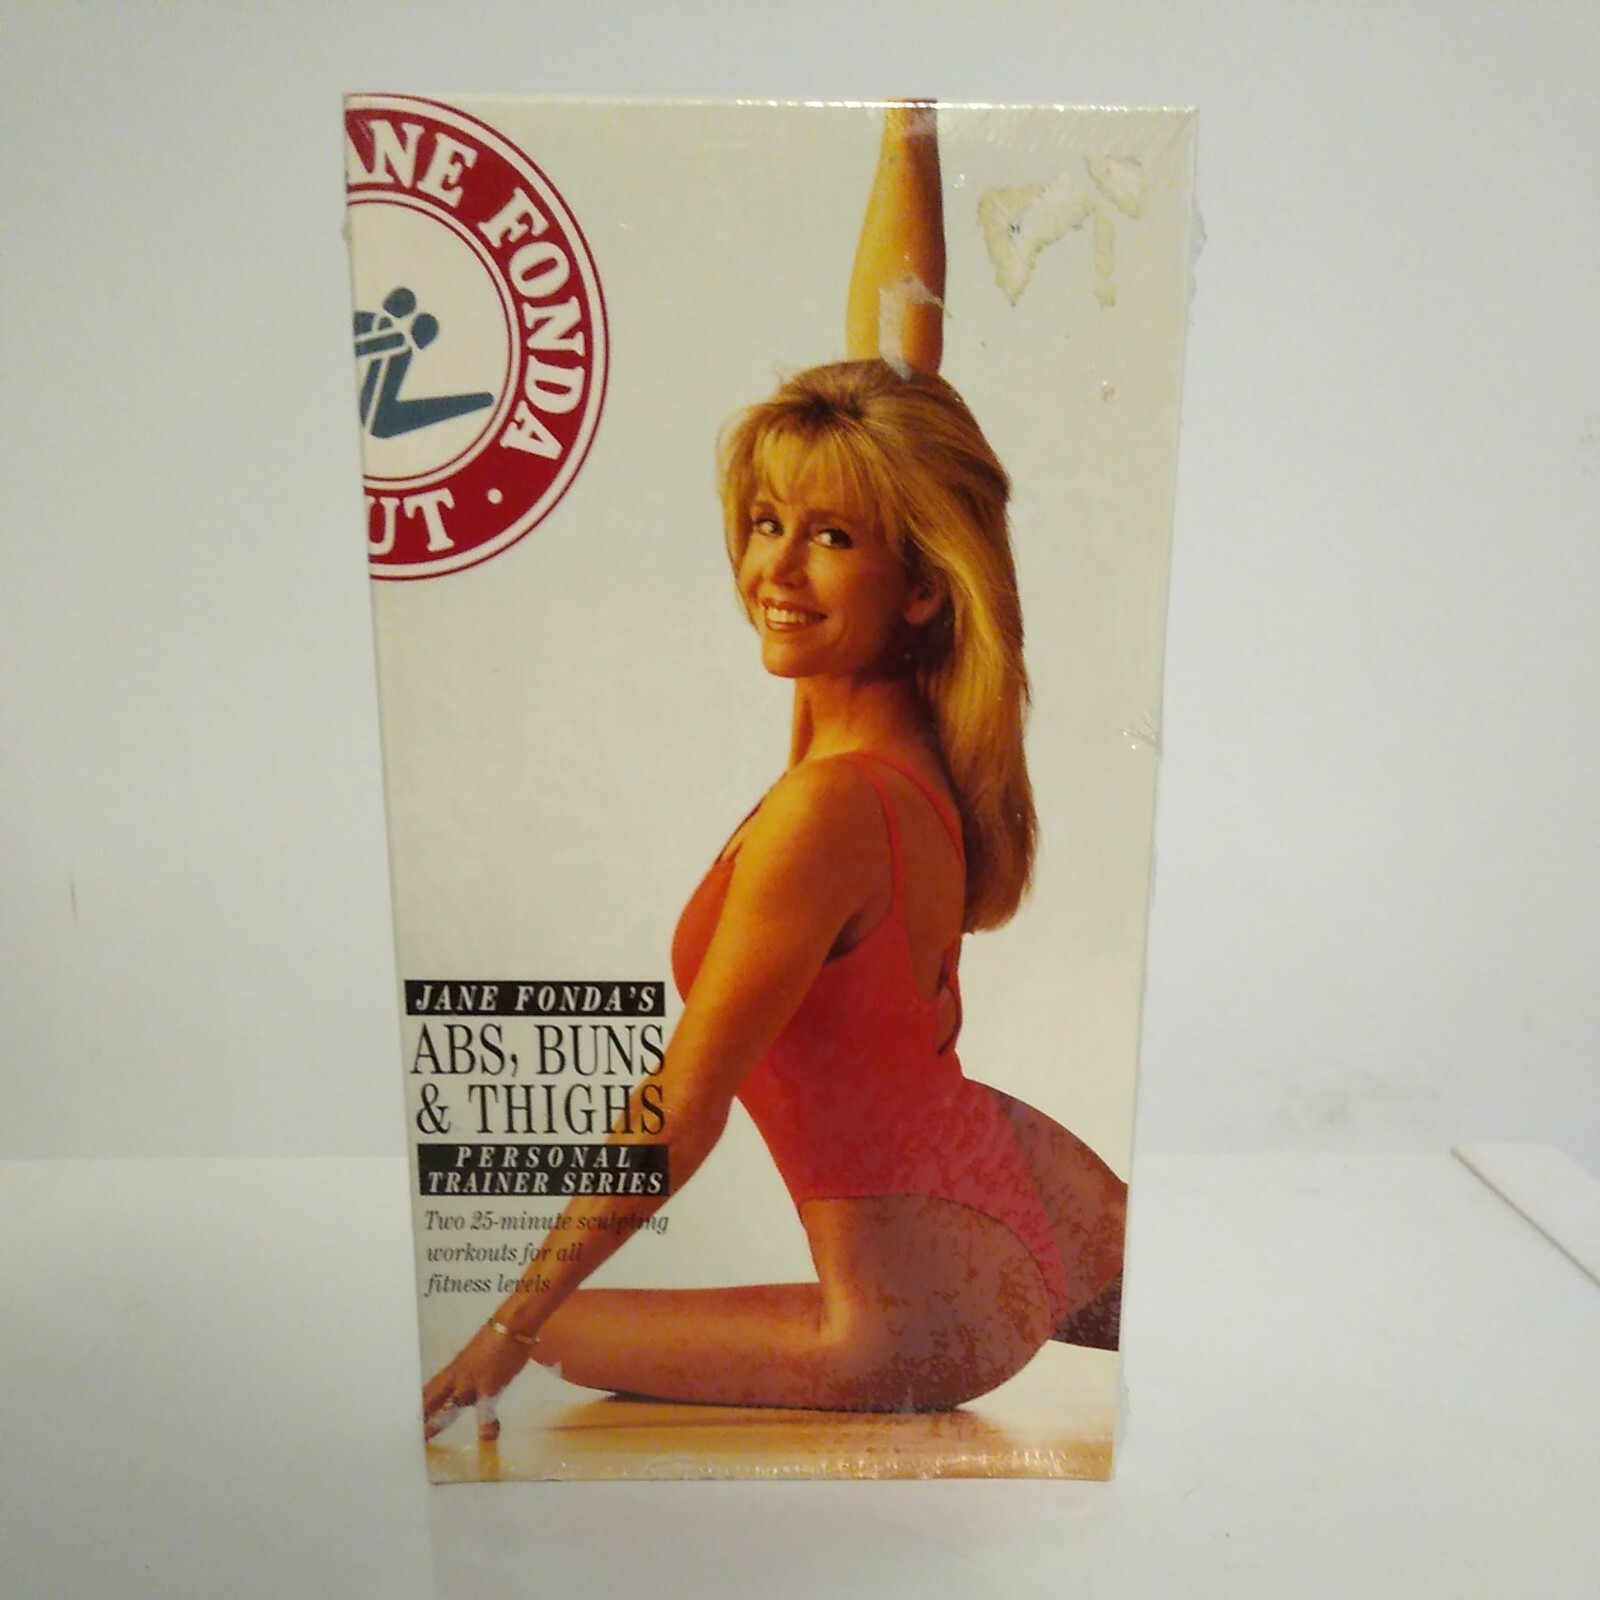 ANE FONDA
UT ·
JANE FONDA'S
ABS, BUNS
& THIGHS
PERSONAL
TRAINER SERIES
Two 25-minute sculpting
workouts for all
fitness levels